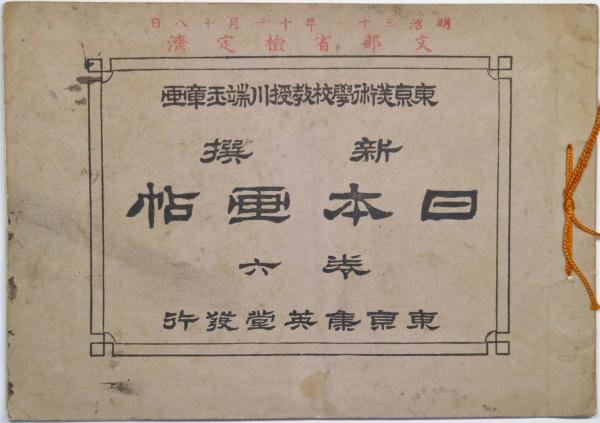 明治三十一年十一月十八日
文部省檢定濟
東京美術學校教授川端玉章画
新撰
日本画帖
卷六
東京集英堂發行